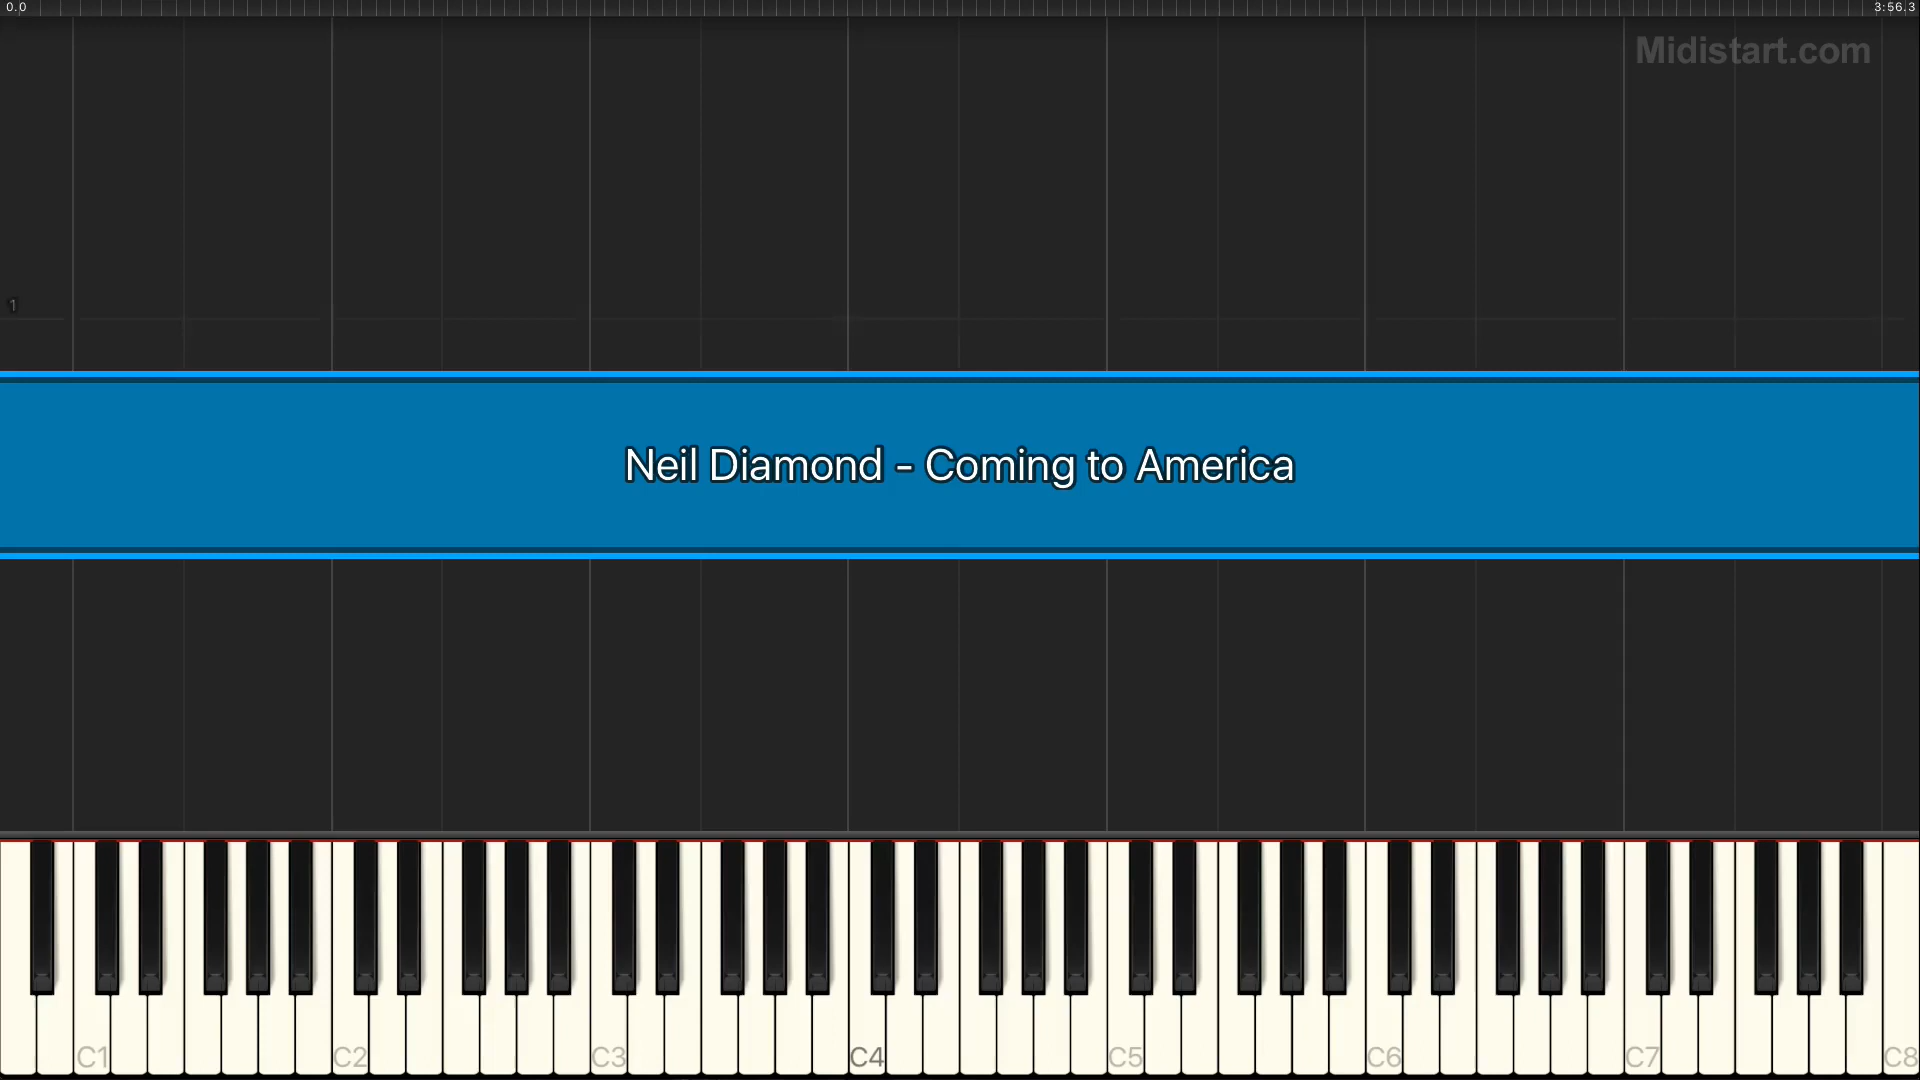 0.0
3:56.3
Midistart.com
1
Neil Diamond - Coming to America
C1 C2 C3 C4 C5 C6 C7 C8